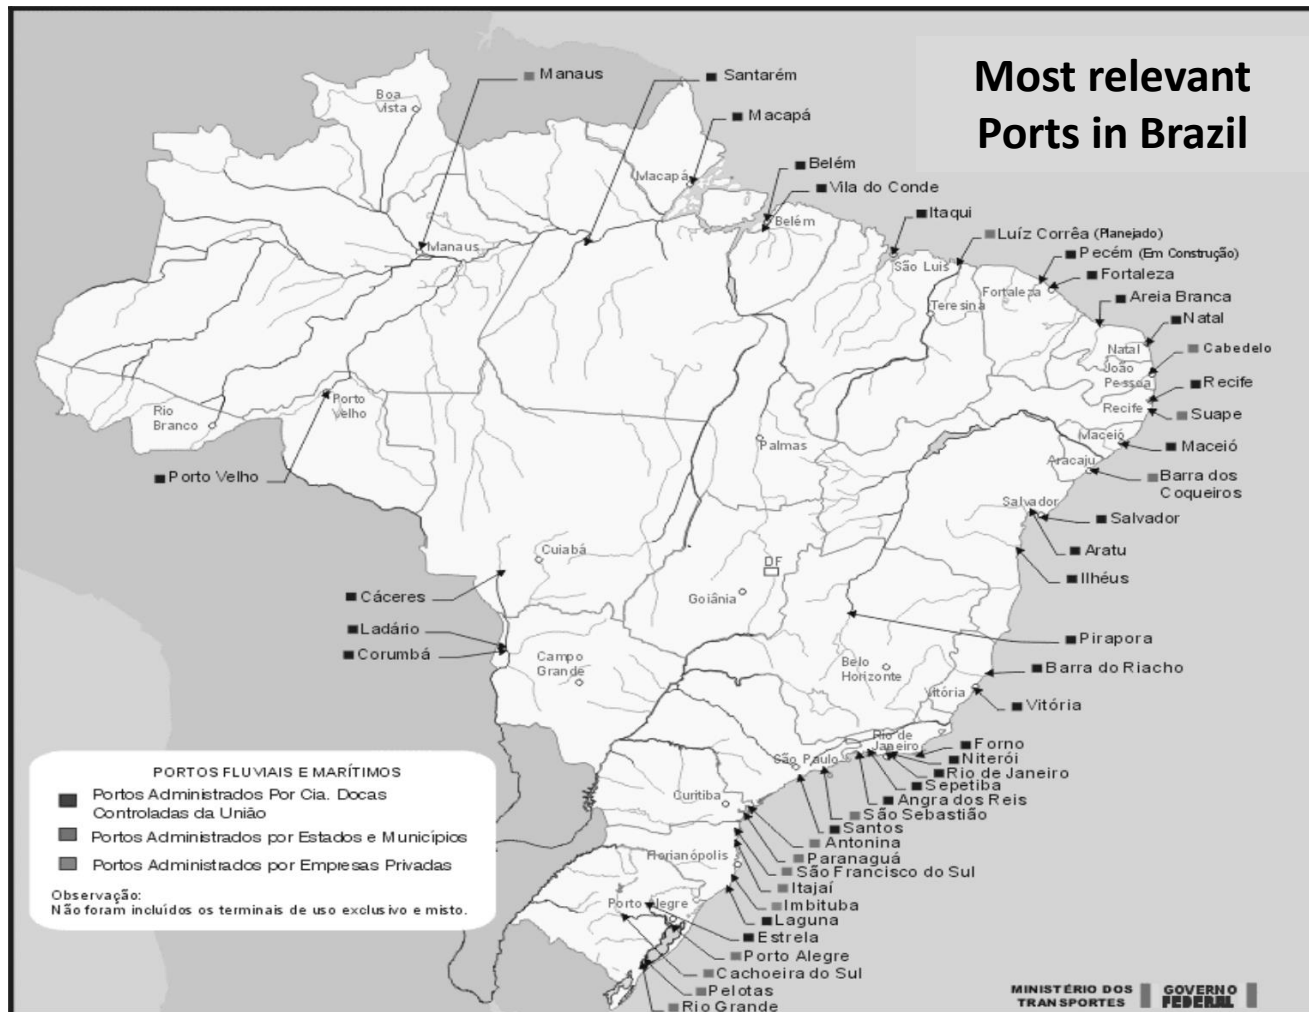 Most relevant
Ports in Brazil
Manaus
Santarém
Macapá
Belém
Vila do Conde
Itaqui
Luíz Corrêa (Planejado)
Pecém (Em Construção)
Fortaleza
Areia Branca
Natal
Cabedelo
Recife
Suape
Maceió
Barra dos
Coqueiros
Salvador
Aratu
Ilhéus
Pirapora
Barra do Riacho
Vitória
Forno
Niterói
Rio de Janeiro
Sepetiba
Angra dos Reis
São Sebastião
Santos
Antonina
Paranaguá
São Francisco do Sul
Itajaí
Imbituba
Laguna
Estrela
Porto Alegre
Cachoeira do Sul
Pelotas
Rio Grande
Porto Velho
Cáceres
Ladário
Corumbá
Boa
Vista
Macapá
Manaus
Belém
São Luis
Teresina
Fortaleza
Natal
João
Pessoa
Recife
Maceió
Aracaju
Salvador
Palmas
Porto
Velho
Rio
Branco
Cuiabá
DF
Goiânia
Campo
Grande
Belo
Horizonte
Vitória
Rio de
Janeiro
São Paulo
Curitiba
Florianópolis
Porto Alegre
PORTOS FLUVIAIS E MARÍTIMOS
Portos Administrados Por Cia. Docas
Controladas da União
Portos Administrados por Estados e Municípios
Portos Administrados por Empresas Privadas
Observação:
Não foram incluídos os terminais de uso exclusivo e misto.
MINISTÉRIO DOS
TRANSPORTES
GOVERNO
FEDERAL